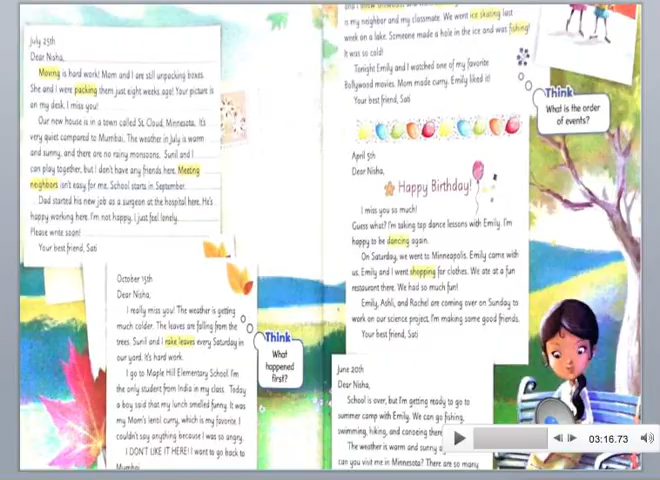 July 25th
Dear Nisha,
Moving is hard work! Mom and I are still unpacking boxes.
She and I were packing them just eight weeks ago! Your picture is
on my desk. I miss you!
Our new house is in a town called St. Cloud, Minnesota. It's
very quiet compared to Mumbai. The weather in July is warm
and sunny, and there are no rainy monsoons. Sunil and I
can play together, but I don't have any friends here. Meeting
neighbors isn't easy for me. School starts in September.
Dad started his new job as a surgeon at the hospital here. He's
happy working here. I'm not happy. I just feel lonely.
Please write soon!
Your best friend, Sati
October 15th
Dear Nisha,
I really miss you! The weather is getting
much colder. The leaves are falling from the
trees. Sunil and I rake leaves every Saturday in
our yard. It's hard work.
I go to Maple Hill Elementary School. I'm
the only student from India in my class. Today
a boy said that my lunch smelled funny. It was
my Mom's lentil curry, which is my favorite. I
couldn't say anything because I was so angry.
I DON'T LIKE IT HERE! I want to go back to
Mumbai
Think
What
happened
first?
is my neighbor and my classmate. We went ice skating last
week on a lake. Someone made a hole in the ice and was fishing!
It was so cold!
Tonight Emily and I watched one of my favorite
Bollywood movies. Mom made curry. Emily liked it!
Your best friend, Sati
Think
What is the order
of events?
April 5th
Dear Nisha,
Happy Birthday!
I miss you so much!
Guess what? I'm taking tap dance lessons with Emily. I'm
happy to be dancing again.
On Saturday, we went to Minneapolis. Emily came with
us. Emily and I went shopping for clothes. We ate at a fun
restaurant there. We had so much fun!
Emily, Ashli, and Rachel are coming over on Sunday to
work on our science project. I'm making some good friends.
Your best friend, Sati
June 20th
Dear Nisha,
School is over, but I'm getting ready to go to
summer camp with Emily. We can go fishing,
swimming, hiking, and canoeing there
The weather is warm and sunny
can you visit me in Minnesota? There are so many
03:16.73